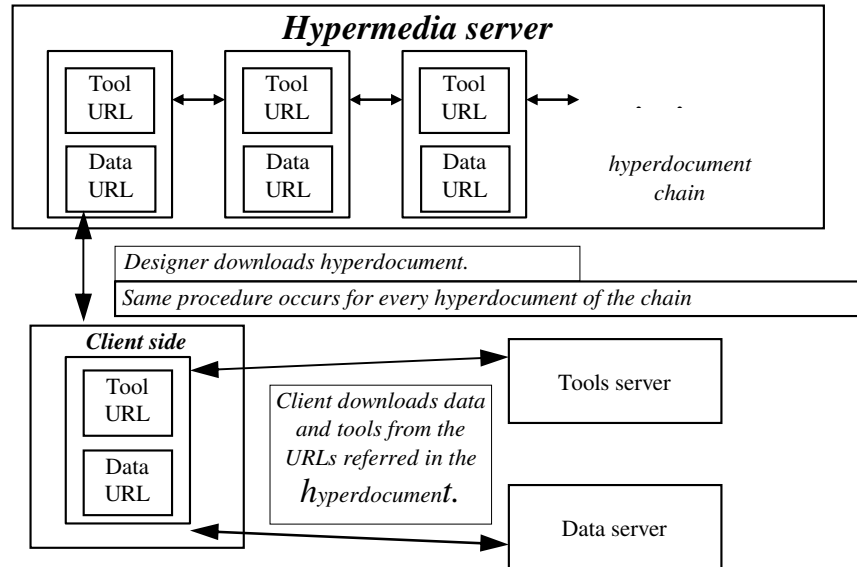 Hypermedia server
Tool
URL
Tool
URL
Tool
URL
Data
URL
Data
URL
Data
URL
. .
hyperdocument
chain
Designer downloads hyperdocument.
Same procedure occurs for every hyperdocument of the chain
Client side
Tool
URL
Data
URL
Client downloads data
and tools from the
URLs referred in the
hyperdocument.
Tools server
Data server